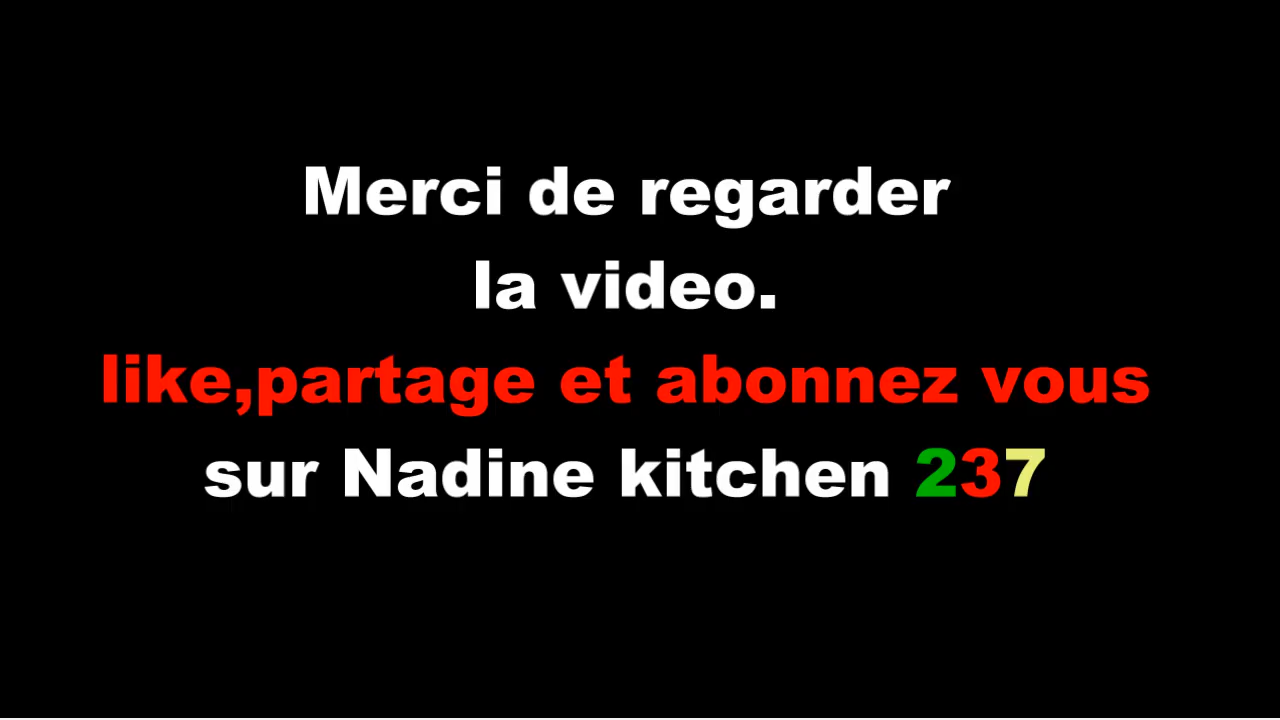 Merci de regarder
la video.
like,partage et abonnez vous
sur Nadine kitchen 237